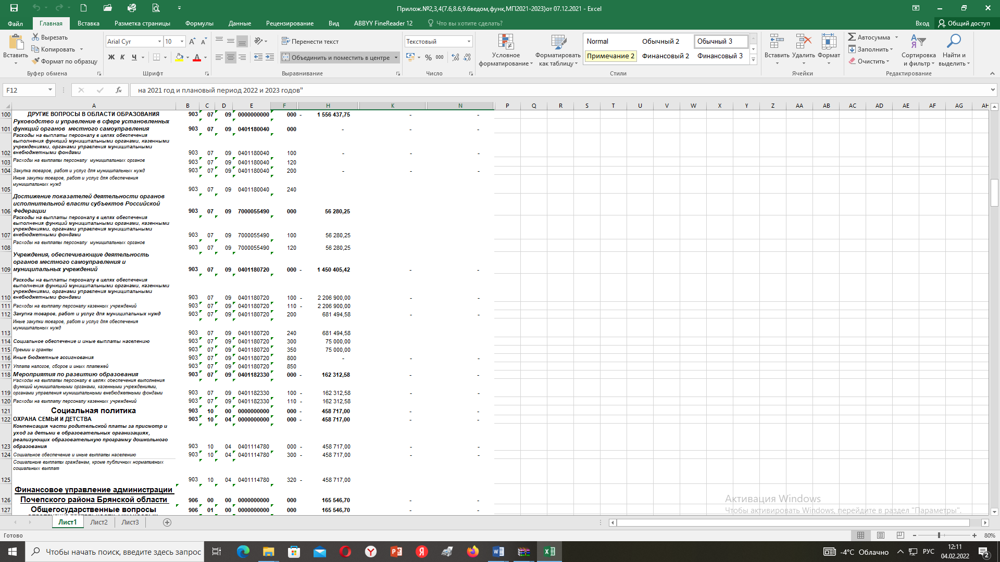 Прилож.№2,3,4(7.6,8.6,9.6ведом,функ,МП2021-2023)от 07.12.2021 - Excel
Файл Главная Вставка Разметка страницы Формулы Данные Рецензирование Вид ABBYY FineReader 12 Что вы хотите сделать? Вход Общий доступ
Вставить
Вырезать
Копировать
Формат по образцу
Буфер обмена
Arial Cyr 10
Ж К Ч
Шрифт
Перенести текст
Объединить и поместить в центре
Выравнивание
Текстовый
% 000
Число
Условное форматирование
Форматировать как таблицу
Normal Обычный 2 Обычный 3
Примечание 2 Финансовый 2 Финансовый 3
Стили
Вставить Удалить Формат
Ячейки
Автосумма
Заполнить
Очистить
Сортировка и фильтр
Найти и выделить
Редактирование
F12 fx на 2021 год и плановый период 2022 и 2023 годов"
A B C D E F H K N P Q R S T U V W X Y Z AA AB AC AD AE AF AG AH
100 ДРУГИЕ ВОПРОСЫ В ОБЛАСТИ ОБРАЗОВАНИЯ 903 07 09 0000000000 000 - 1 556 437,75 - -
Руководство и управление в сфере установленных
101 функций органов местного самоуправления 903 07 09 0401180040 000 - - -
Расходы на выплаты персоналу в целях обеспечения
выполнения функций муниципальными органами, казенными
учреждениями, органами управления муниципальными
102 внебюджетными фондами 903 07 09 0401180040 100 - - -
103 Расходы на выплаты персоналу муниципальных органов 903 07 09 0401180040 120
104 Закупка товаров, работ и услуг для муниципальных нужд 903 07 09 0401180040 200 - - -
Иные закупки товаров, работ и услуг для обеспечения
муниципальных нужд
105 903 07 09 0401180040 240
Достижение показателей деятельности органов
исполнительной власти субъектов Российской
106 Федерации 903 07 09 7000055490 000 56 280,25
Расходы на выплаты персоналу в целях обеспечения
выполнения функций муниципальными органами, казенными
учреждениями, органами управления муниципальными
107 внебюджетными фондами 903 07 09 7000055490 100 56 280,25
Расходы на выплаты персоналу муниципальных органов
108 903 07 09 7000055490 120 56 280,25
Учреждения, обеспечивающие деятельность
органов местного самоуправления и
109 муниципальных учреждений 903 07 09 0401180720 000 - 1 450 405,42 - -
Расходы на выплаты персоналу в целях обеспечения
выполнения функций муниципальными органами, казенными
учреждениями, органами управления муниципальными
110 внебюджетными фондами 903 07 09 0401180720 100 - 2 206 900,00 - -
111 Расходы на выплату персоналу казенных учреждений 903 07 09 0401180720 110 - 2 206 900,00
112 Закупка товаров, работ и услуг для муниципальных нужд 903 07 09 0401180720 200 681 494,58 - -
Иные закупки товаров, работ и услуг для обеспечения
муниципальных нужд
113 903 07 09 0401180720 240 681 494,58
114 Социальное обеспечение и иные выплаты населению 903 07 09 0401180720 300 75 000,00
115 Премии и гранты 903 07 09 0401180720 350 75 000,00
116 Иные бюджетные ассигнования 903 07 09 0401180720 800 - - -
117 Уплата налогов, сборов и иных платежей 903 07 09 0401180720 850
118 Мероприятия по развитию образования 903 07 09 0401182330 000 - 162 312,58 - -
Расходы на выплаты персоналу в целях обеспечения выполнения
функций муниципальными органами, казенными учреждениями,
119 органами управления муниципальными внебюджетными фондами 903 07 09 0401182330 100 - 162 312,58 - -
120 Расходы на выплату персоналу казенных учреждений 903 07 09 0401182330 110 - 162 312,58
121 Социальная политика 903 10 00 0000000000 000 - 458 717,00 - -
122 ОХРАНА СЕМЬИ И ДЕТСТВА 903 10 04 0000000000 000 - 458 717,00 - -
Компенсация части родительской платы за присмотр и
уход за детьми в образовательных организациях,
реализующих образовательную программу дошкольного
123 образования 903 10 04 0401114780 000 - 458 717,00 - -
124 Социальное обеспечение и иные выплаты населению 903 10 04 0401114780 300 - 458 717,00 - -
Социальные выплаты гражданам, кроме публичных нормативных
социальных выплат
125 903 10 04 0401114780 320 - 458 717,00
Финансовое управление администрации
126 Почепского района Брянской области 906 00 00 0000000000 000 165 546,70 - -
127 Общегосударственные вопросы 906 01 00 0000000000 000 165 546,70 - -
Активация Windows
Чтобы активировать Windows, перейдите в раздел "Параметры".
Лист1 Лист2 Лист3
Готово 80%
Чтобы начать поиск, введите здесь запрос
-4°C Облачно РУС 12:11
04.02.2022 2